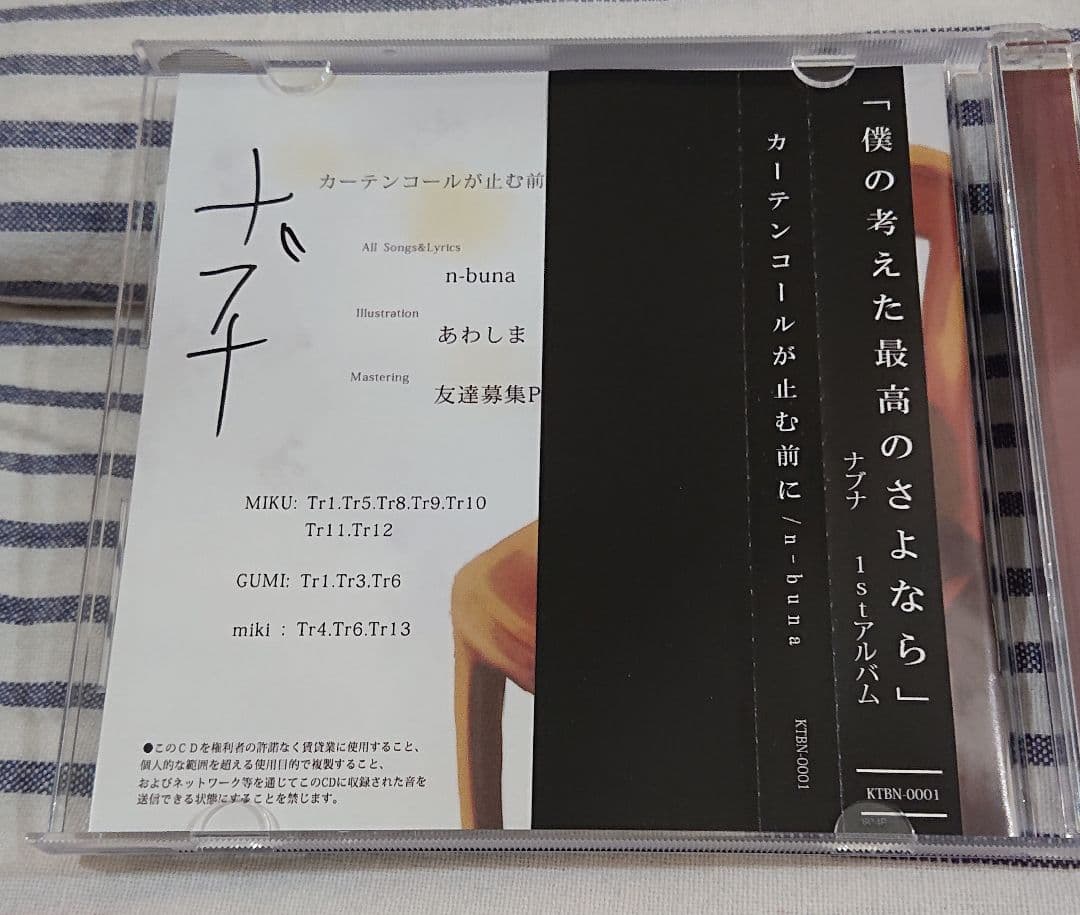 ナブナ
カーテンコールが止む前
All Songs&Lyrics
n-buna
Illustration
あわしま
Mastering
友達募集P
MIKU: Tr1.Tr5.Tr8.Tr9.Tr10
Tr11.Tr12
GUMI: Tr1.Tr3.Tr6
miki : Tr4.Tr6.Tr13
●このCDを権利者の許諾なく賃貸業に使用すること、
個人的な範囲を超える使用目的で複製すること、
およびネットワーク等を通じてこのCDに収録された音を
送信できる状態にすることを禁じます。
「僕の考えた最高のさよなら」
ナブナ 1stアルバム
KTBN-0001
カーテンコールが止む前に/n-buna
KTBN-0001